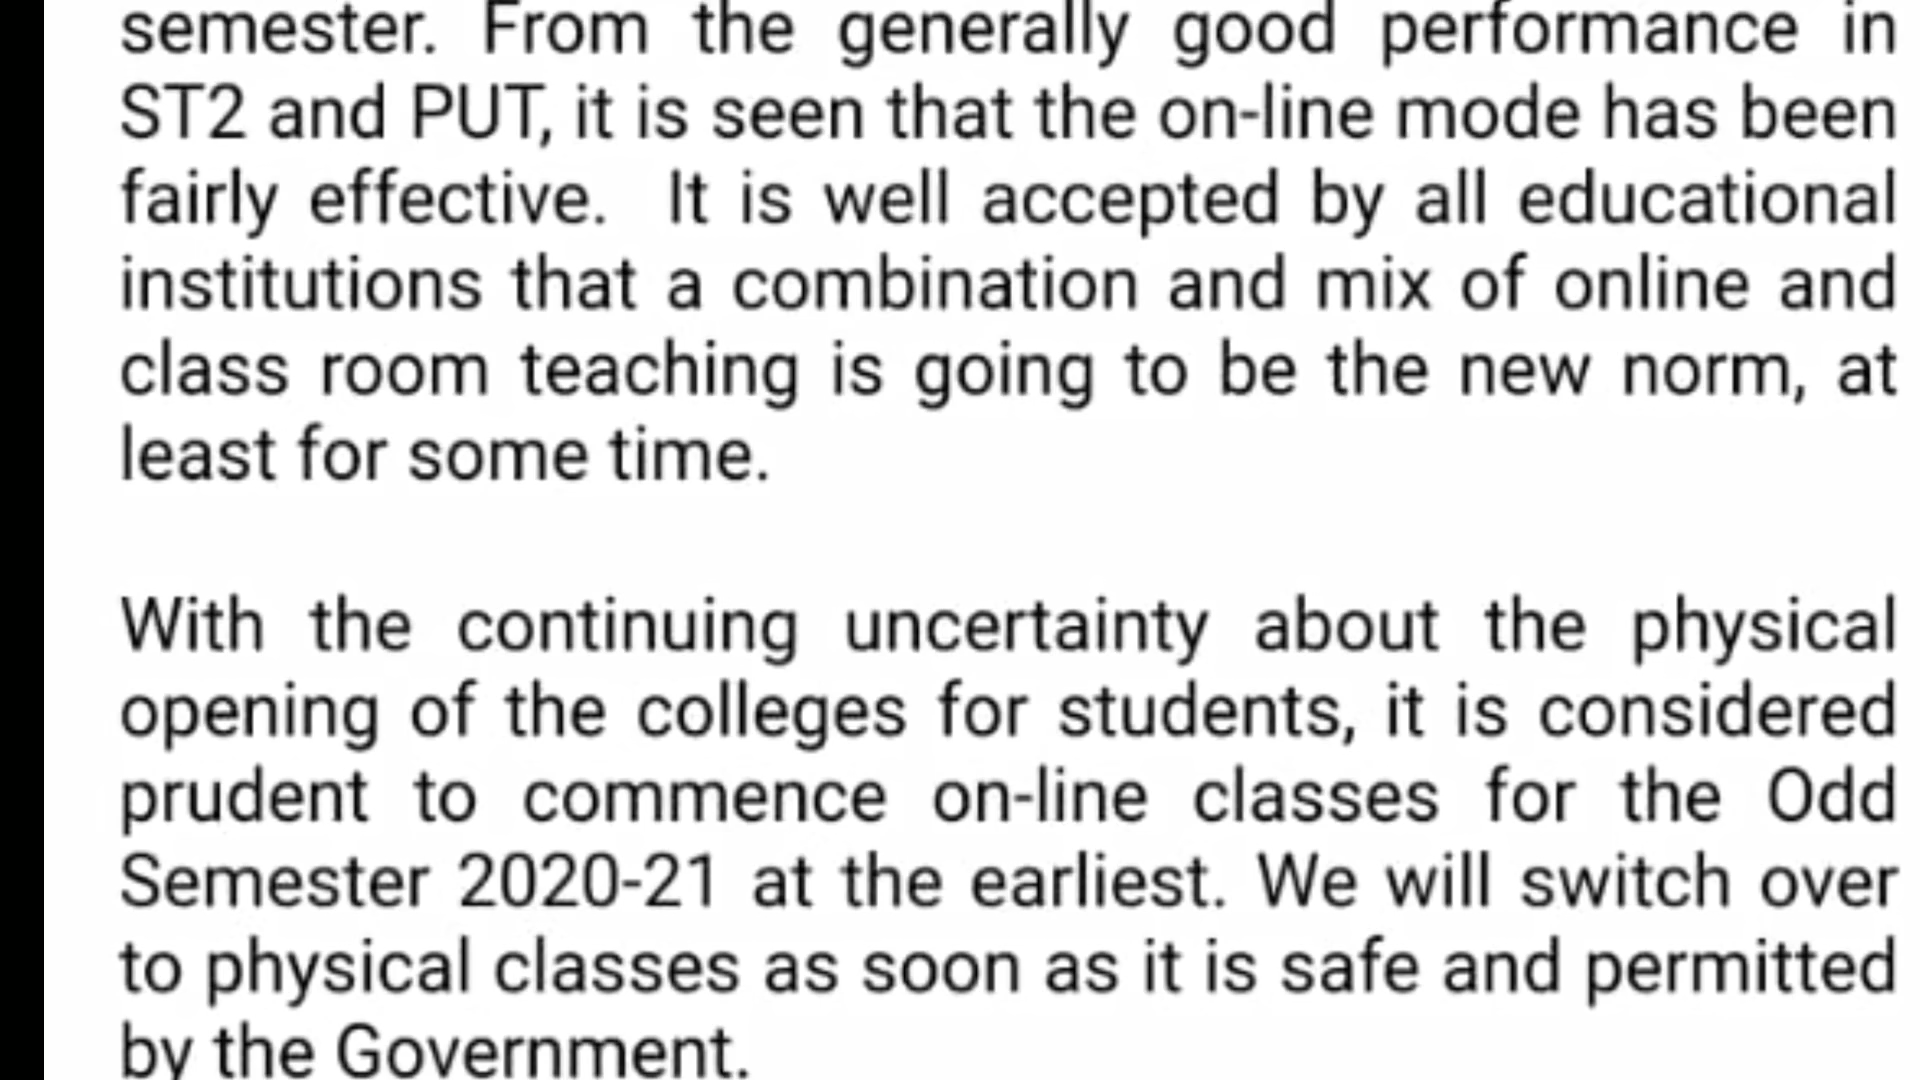 semester. From the generally good performance in
ST2 and PUT, it is seen that the on-line mode has been
fairly effective. It is well accepted by all educational
institutions that a combination and mix of online and
class room teaching is going to be the new norm, at
least for some time.
With the continuing uncertainty about the physical
opening of the colleges for students, it is considered
prudent to commence on-line classes for the Odd
Semester 2020-21 at the earliest. We will switch over
to physical classes as soon as it is safe and permitted
by the Government.